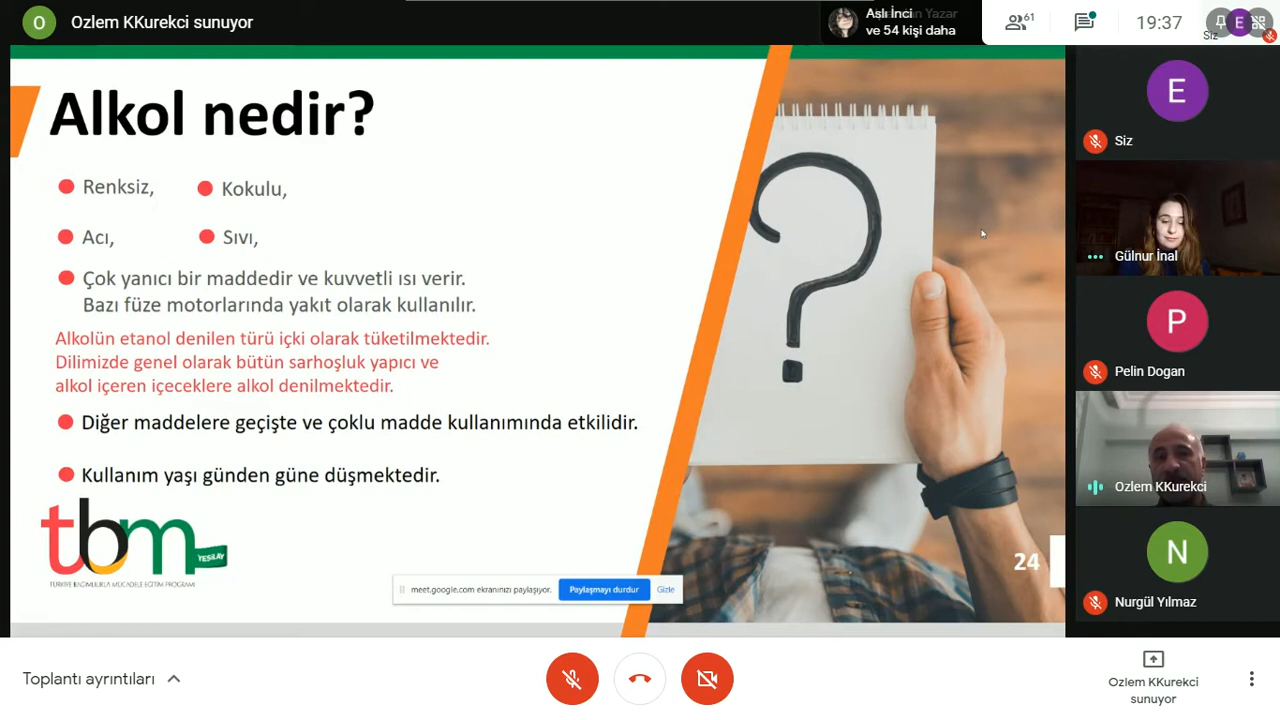 O
Ozlem KKurekci sunuyor
Aslı İnci
Yazar
ve 54 kişi daha
61
19:37
E
Siz
Alkol nedir?
Renksiz,
Kokulu,
Acı,
Sıvı,
Çok yanıcı bir maddedir ve kuvvetli ısı verir.
Bazı füze motorlarında yakıt olarak kullanılır.
Alkolün etanol denilen türü içki olarak tüketilmektedir.
Dilimizde genel olarak bütün sarhoşluk yapıcı ve
alkol içeren içeceklere alkol denilmektedir.
Diğer maddelere geçişte ve çoklu madde kullanımında etkilidir.
Kullanım yaşı günden güne düşmektedir.
tbm
YEŞİLAY
TÜRKİYE BAĞIMLILIKLA MÜCADELE EĞİTİM PROGRAMI
?
24
meet.google.com ekranınızı paylaşıyor.
Paylaşmayı durdur
Gizle
E
Siz
Gülnur İnal
P
Pelin Dogan
Ozlem KKurekci
N
Nurgül Yılmaz
Toplantı ayrıntıları
Ozlem KKurekci
sunuyor